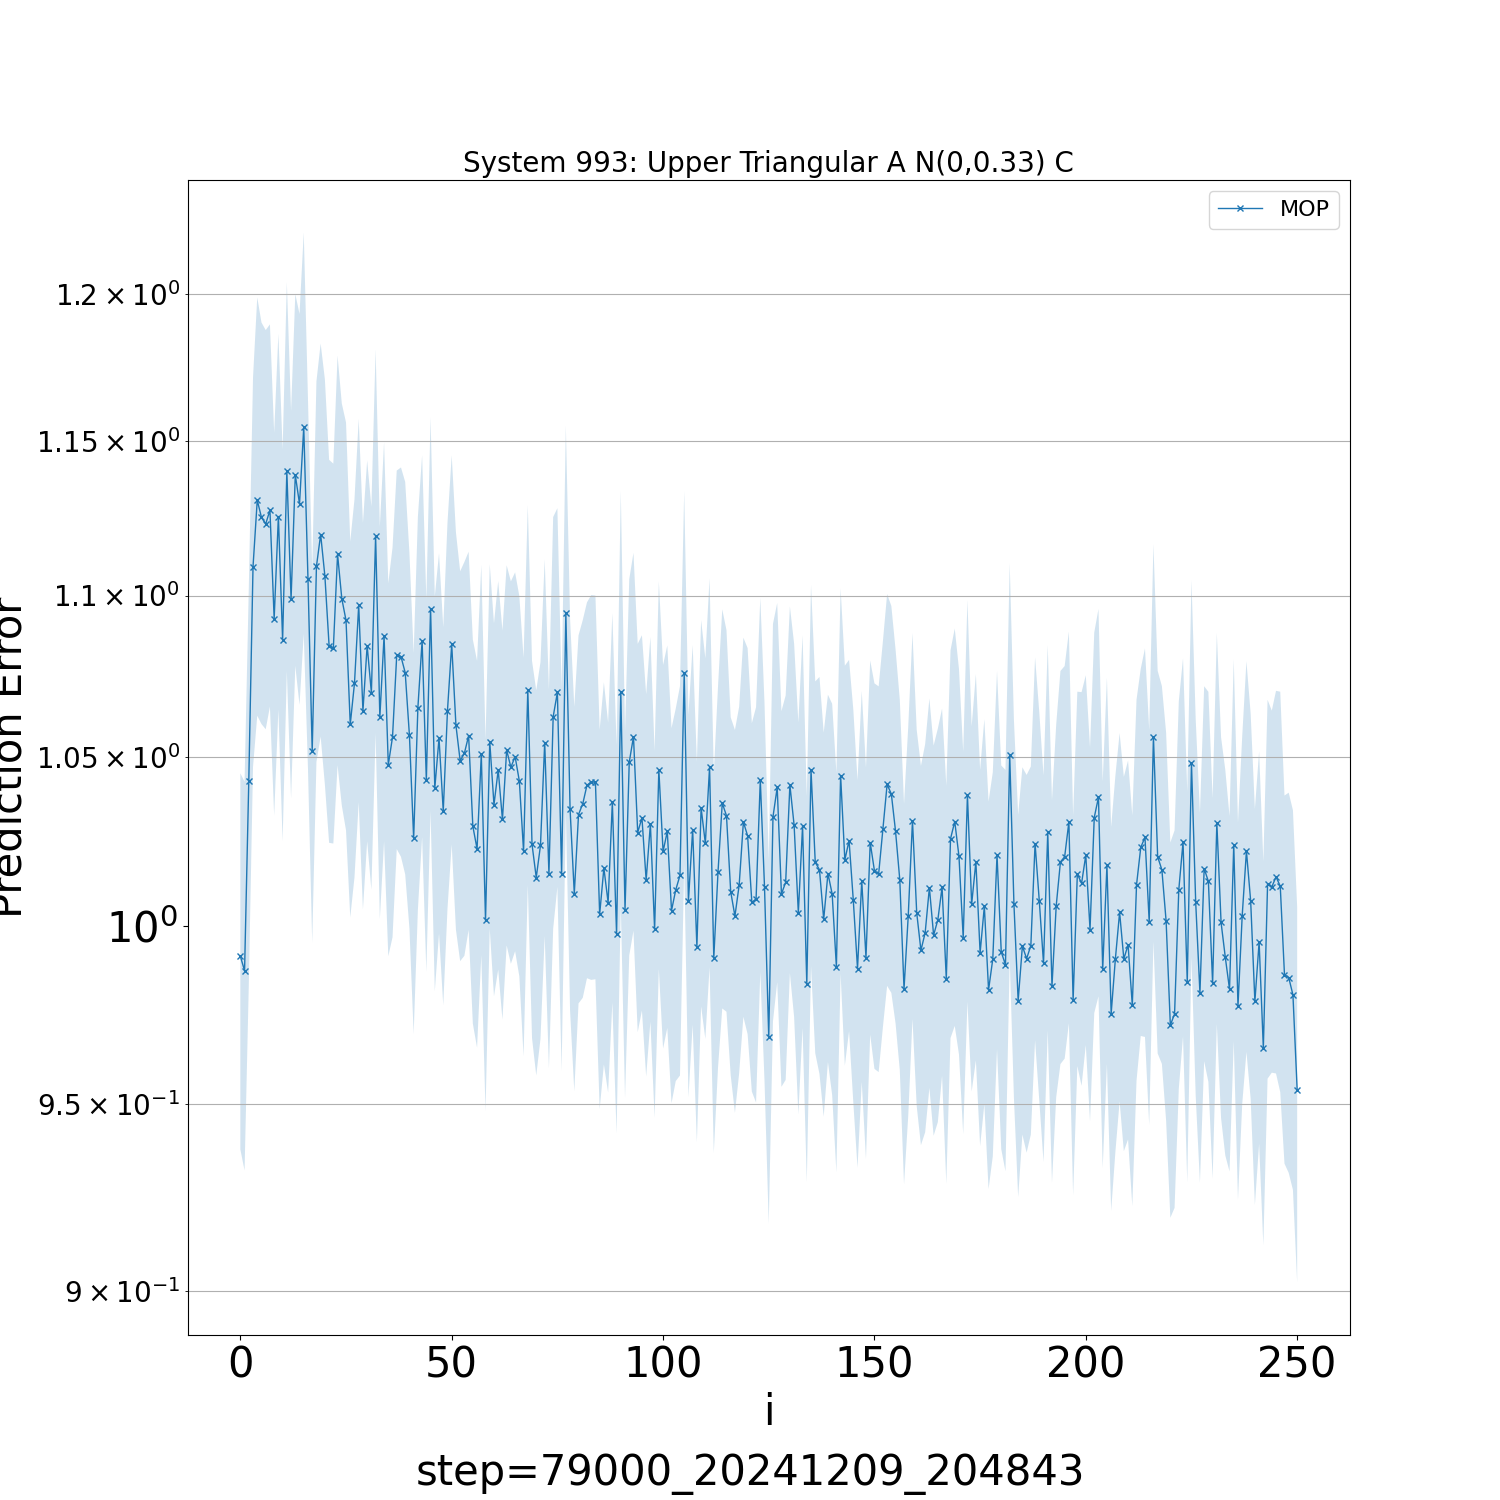 System 993: Upper Triangular A N(0,0.33) C
MOP
1.2 × 10⁰
1.15 × 10⁰
1.1 × 10⁰
1.05 × 10⁰
10⁰
9.5 × 10⁻¹
9 × 10⁻¹
Prediction Error
0 50 100 150 200 250
i
step=79000_20241209_204843